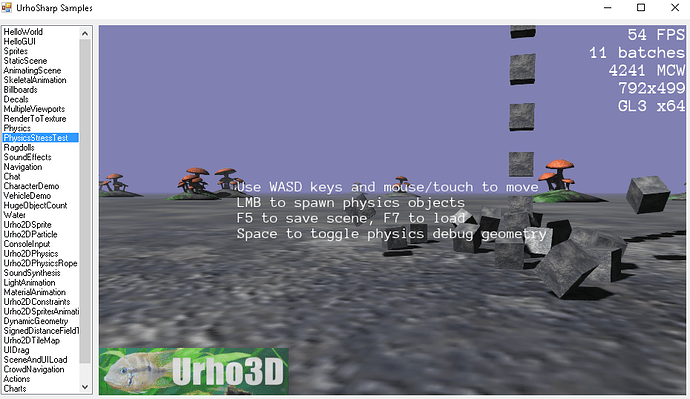 UrhoSharp Samples
HelloWorld
HelloGUI
Sprites
StaticScene
AnimatingScene
SkeletalAnimation
Billboards
Decals
MultipleViewports
RenderToTexture
Physics
PhysicsStressTest
Ragdolls
SoundEffects
Navigation
Chat
CharacterDemo
VehicleDemo
HugeObjectCount
Water
Urho2DSprite
Urho2DParticle
ConsoleInput
Urho2DPhysics
Urho2DPhysicsRope
SoundSynthesis
LightAnimation
MaterialAnimation
Urho2DConstraints
Urho2DSpriterAnimati
DynamicGeometry
SignedDistanceFieldT
Urho2DTileMap
UIDrag
SceneAndUILoad
CrowdNavigation
Actions
Charts
54 FPS
11 batches
4241 MCW
792x499
GL3 x64
Use WASD keys and mouse/touch to move
LMB to spawn physics objects
F5 to save scene, F7 to load
Space to toggle physics debug geometry
Urho3D